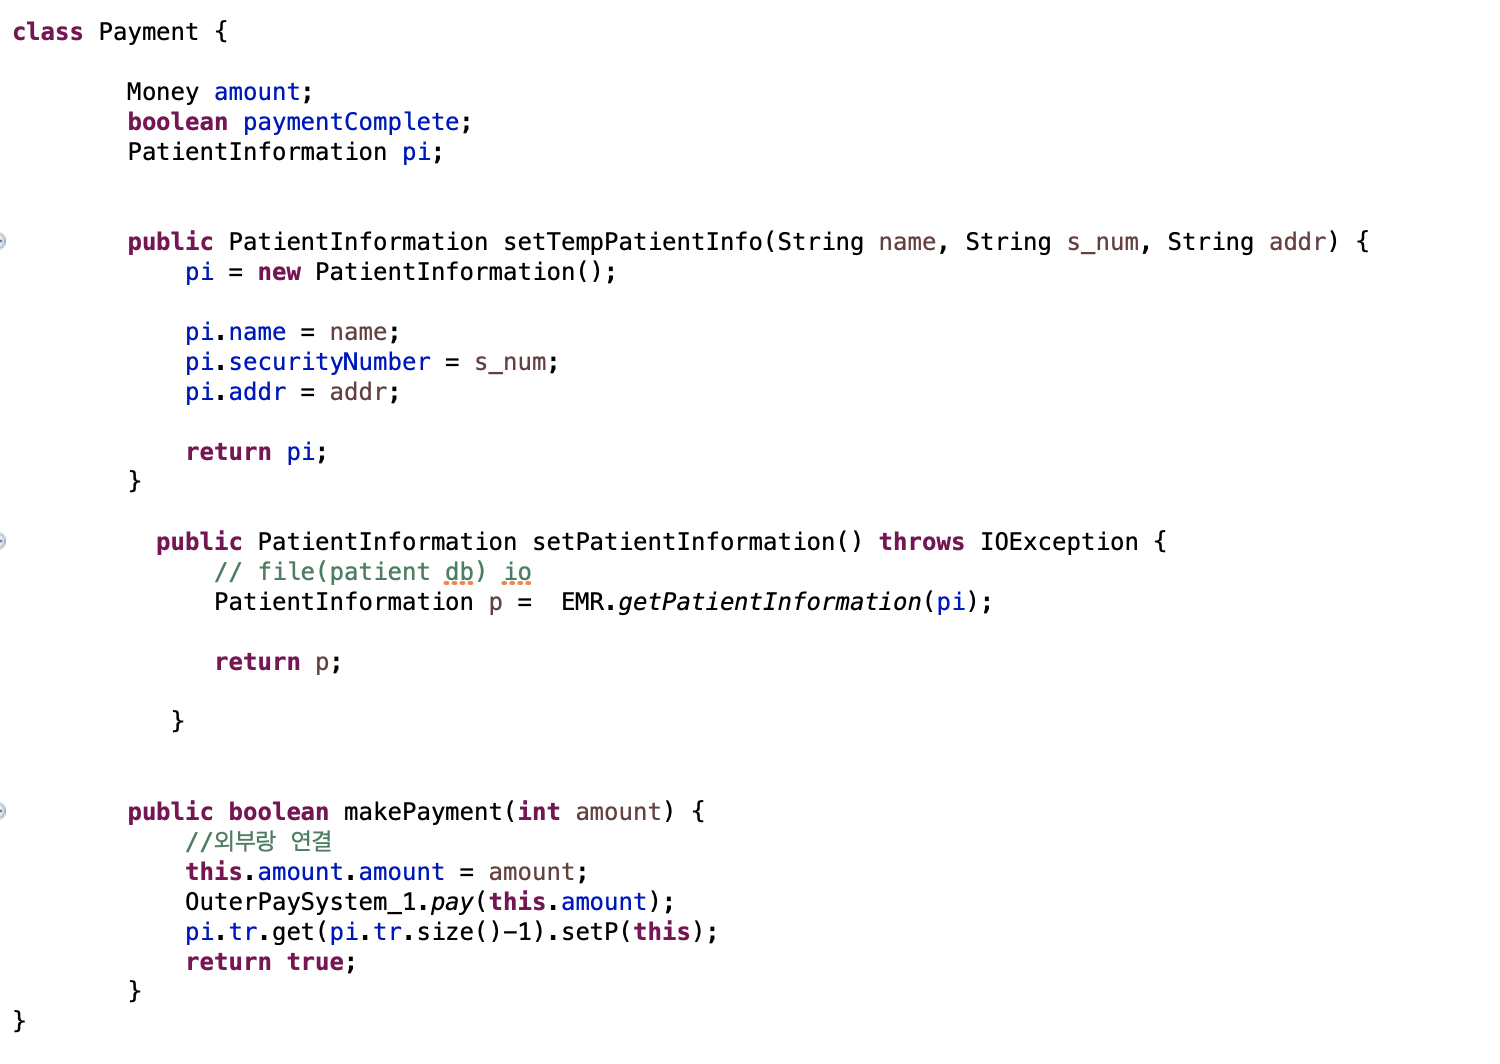 class Payment {
Money amount;
boolean paymentComplete;
PatientInformation pi;
public PatientInformation setTempPatientInfo(String name, String s_num, String addr) {
pi = new PatientInformation();
pi.name = name;
pi.securityNumber = s_num;
pi.addr = addr;
return pi;
}
public PatientInformation setPatientInformation() throws IOException {
// file(patient db) io
PatientInformation p =  EMR.getPatientInformation(pi);
return p;
}
public boolean makePayment(int amount) {
//외부랑 연결
this.amount.amount = amount;
OuterPaySystem_1.pay(this.amount);
pi.tr.get(pi.tr.size()-1).setP(this);
return true;
}
}